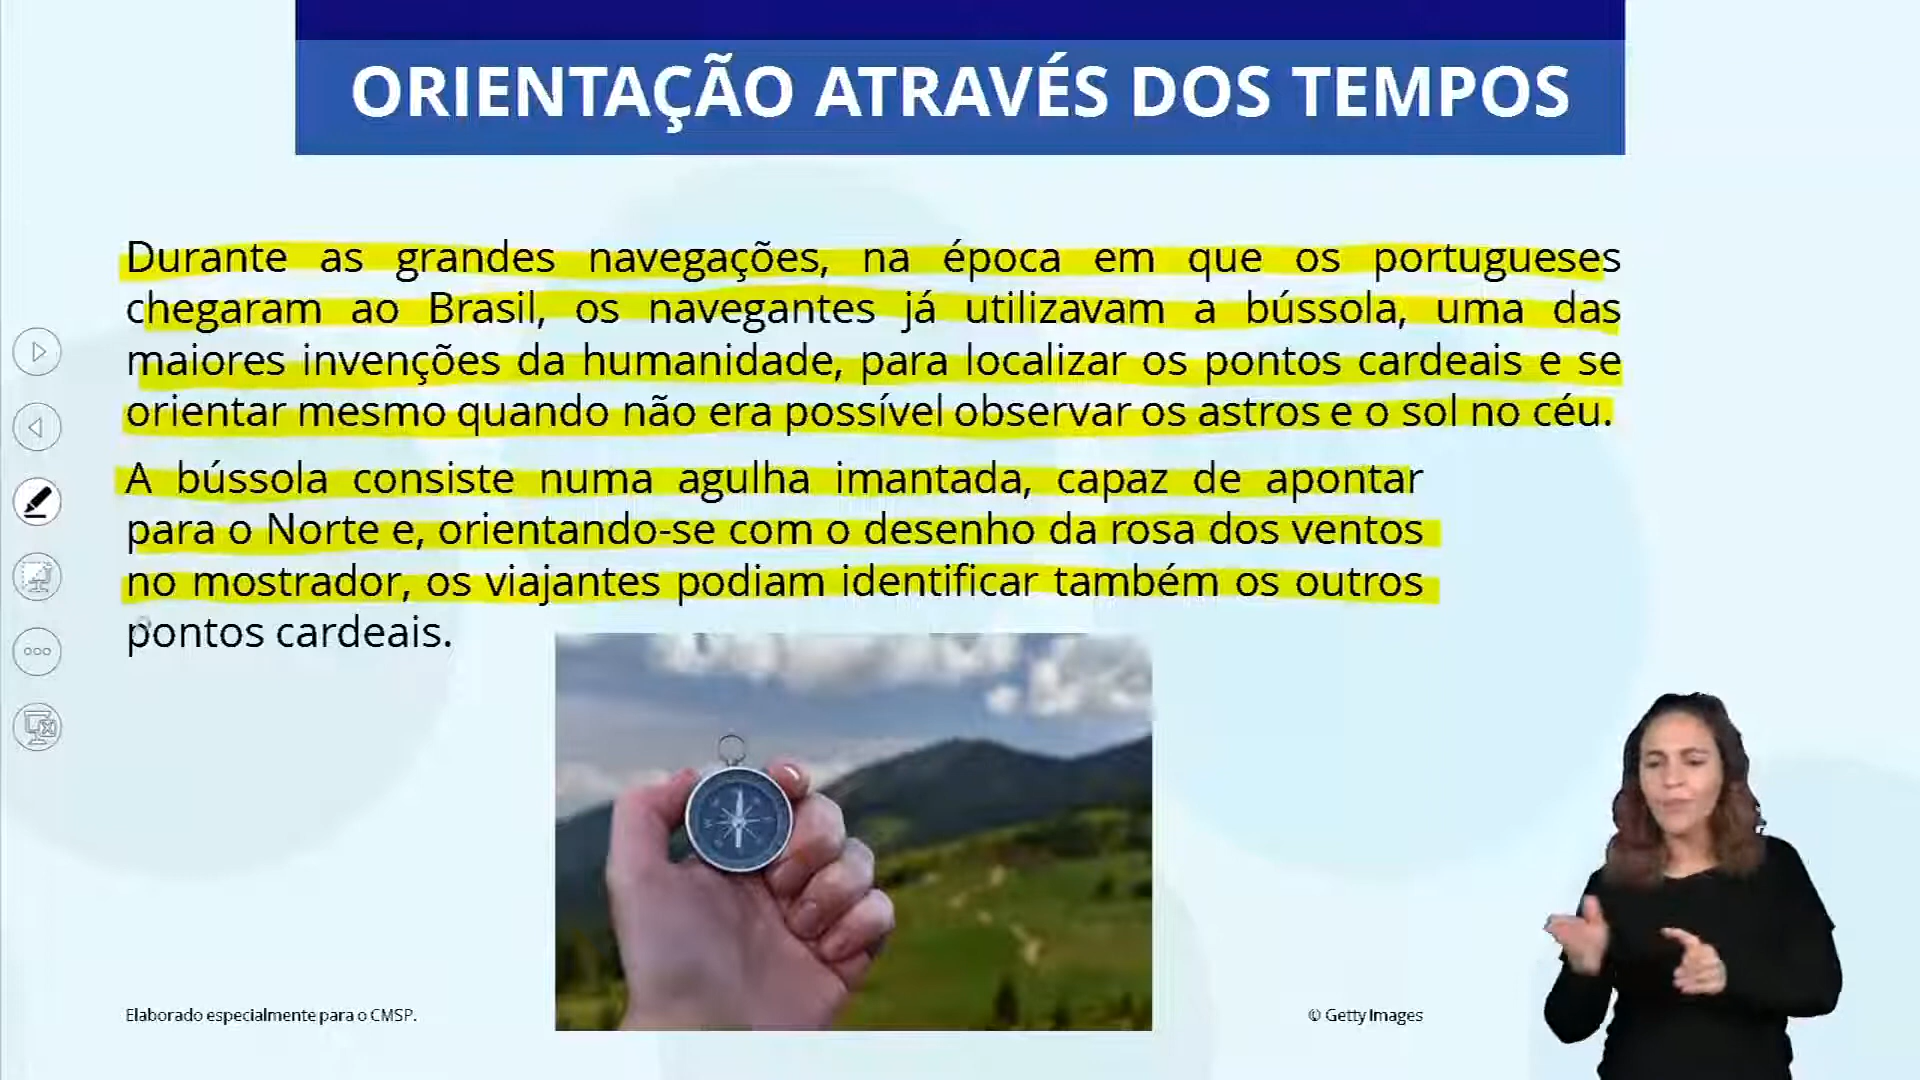 ORIENTAÇÃO ATRAVÉS DOS TEMPOS
Durante as grandes navegações, na época em que os portugueses
chegaram ao Brasil, os navegantes já utilizavam a bússola, uma das
maiores invenções da humanidade, para localizar os pontos cardeais e se
orientar mesmo quando não era possível observar os astros e o sol no céu.
A bússola consiste numa agulha imantada, capaz de apontar
para o Norte e, orientando-se com o desenho da rosa dos ventos
no mostrador, os viajantes podiam identificar também os outros
pontos cardeais.
Elaborado especialmente para o CMSP.
© Getty Images